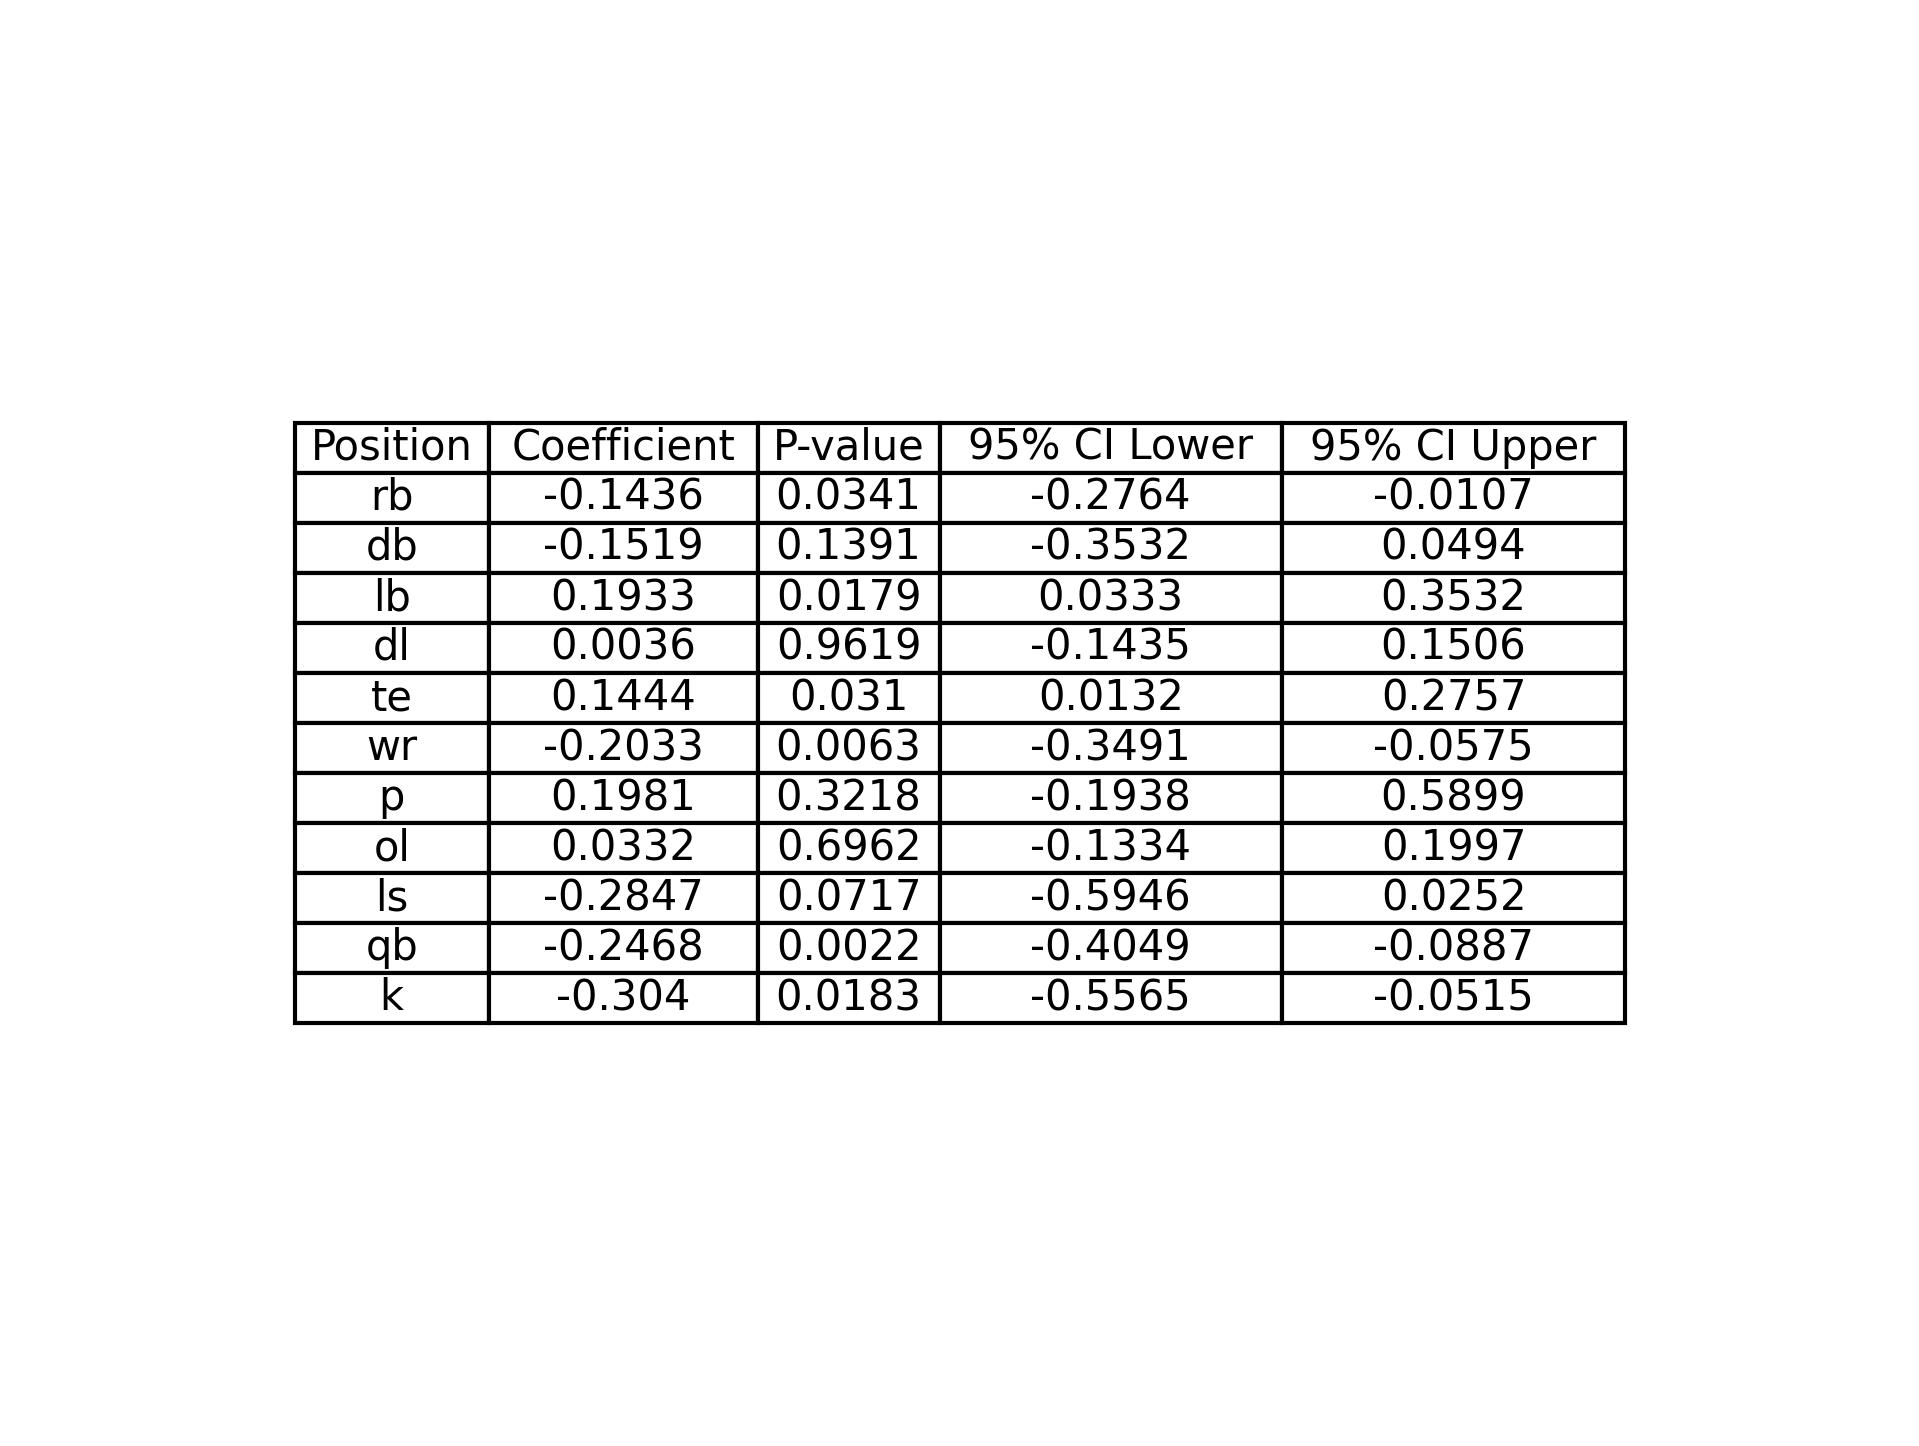 Position Coefficient P-value 95% CI Lower 95% CI Upper
rb -0.1436 0.0341 -0.2764 -0.0107
db -0.1519 0.1391 -0.3532 0.0494
lb 0.1933 0.0179 0.0333 0.3532
dl 0.0036 0.9619 -0.1435 0.1506
te 0.1444 0.031 0.0132 0.2757
wr -0.2033 0.0063 -0.3491 -0.0575
p 0.1981 0.3218 -0.1938 0.5899
ol 0.0332 0.6962 -0.1334 0.1997
ls -0.2847 0.0717 -0.5946 0.0252
qb -0.2468 0.0022 -0.4049 -0.0887
k -0.304 0.0183 -0.5565 -0.0515